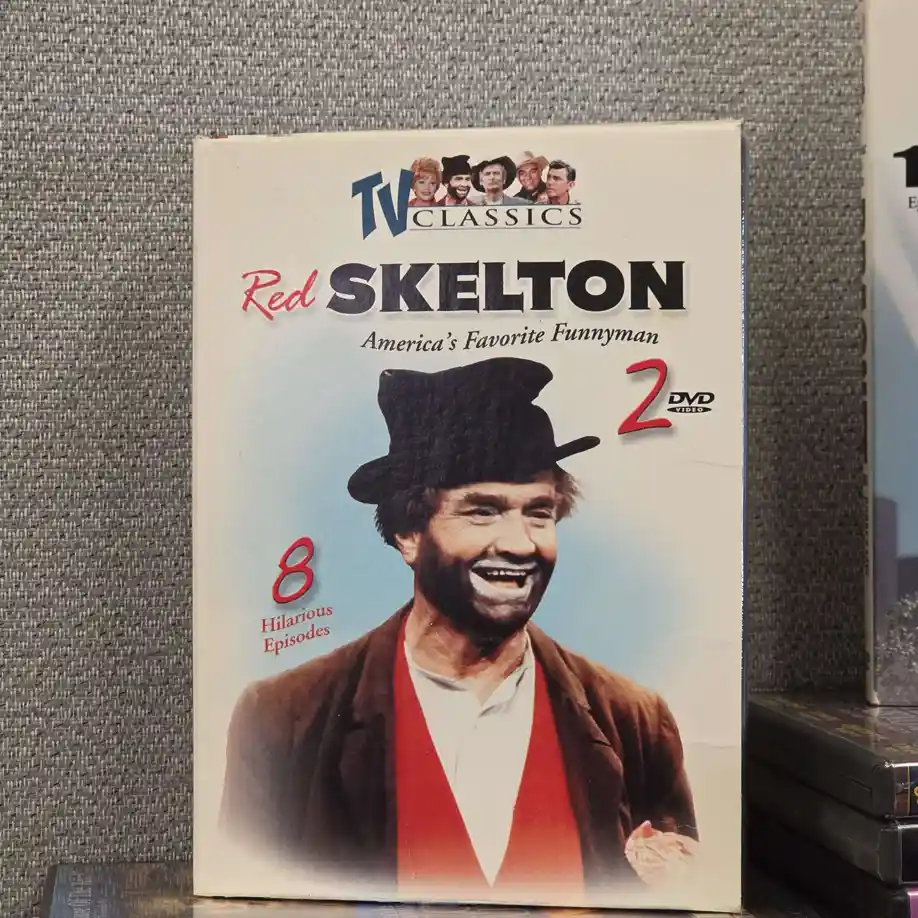 TV CLASSICS
Red SKELTON
America's Favorite Funnyman
2 DVD
VIDEO
8
Hilarious
Episodes